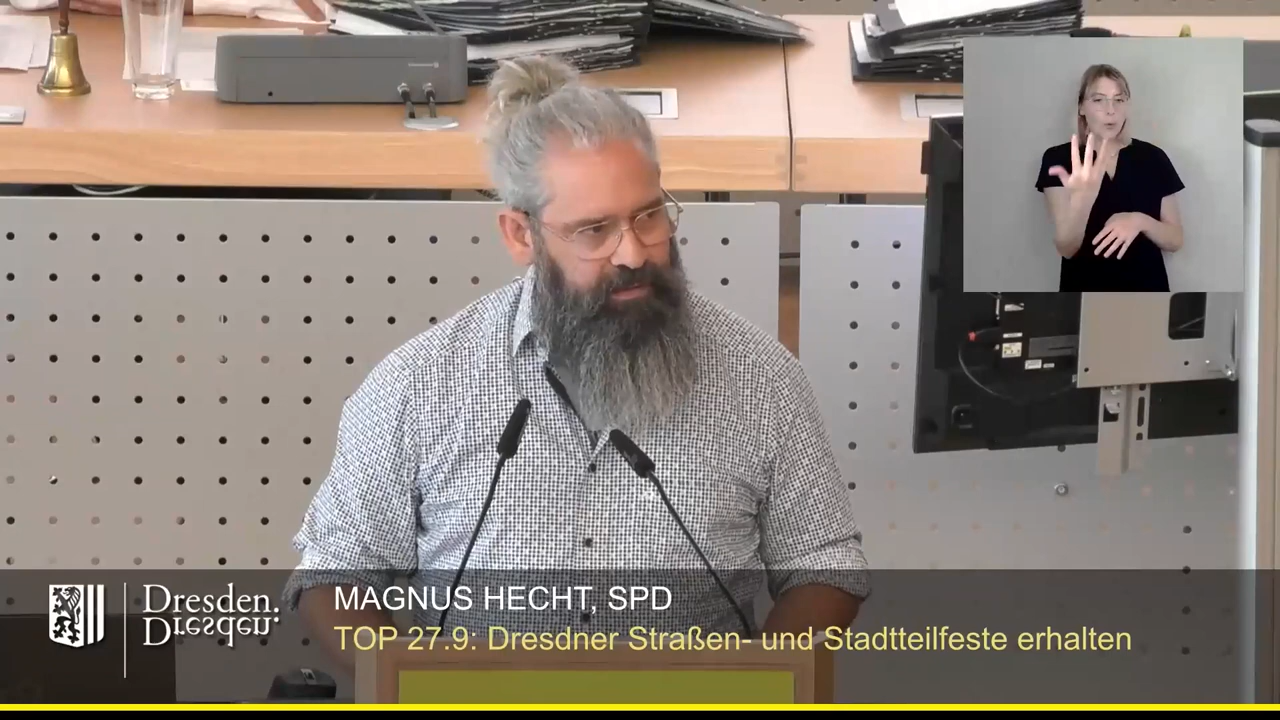 Dresden.
Dresden.
MAGNUS HECHT, SPD
TOP 27.9: Dresdner Straßen- und Stadtteilfeste erhalten